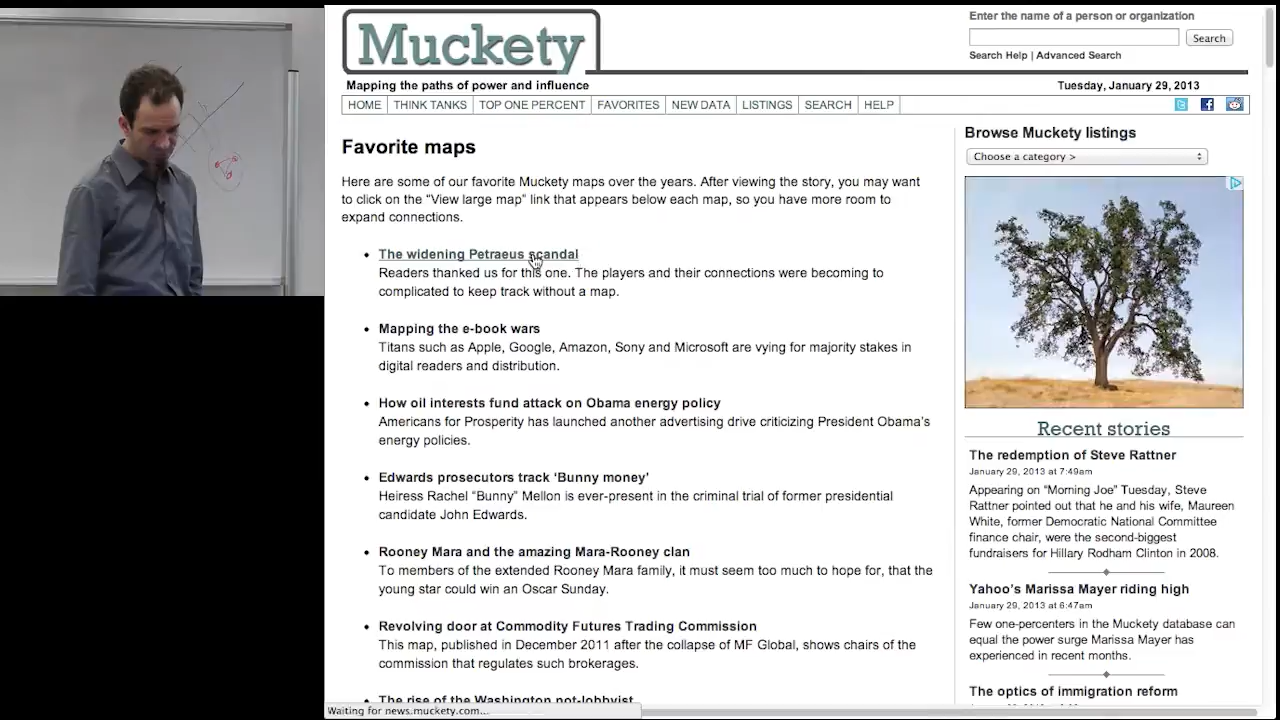 Muckety
Enter the name of a person or organization
Search
Search Help | Advanced Search
Mapping the paths of power and influence
Tuesday, January 29, 2013
HOME THINK TANKS TOP ONE PERCENT FAVORITES NEW DATA LISTINGS SEARCH HELP
Favorite maps
Here are some of our favorite Muckety maps over the years. After viewing the story, you may want
to click on the “View large map” link that appears below each map, so you have more room to
expand connections.
The widening Petraeus scandal
Readers thanked us for this one. The players and their connections were becoming to
complicated to keep track without a map.
Mapping the e-book wars
Titans such as Apple, Google, Amazon, Sony and Microsoft are vying for majority stakes in
digital readers and distribution.
How oil interests fund attack on Obama energy policy
Americans for Prosperity has launched another advertising drive criticizing President Obama’s
energy policies.
Edwards prosecutors track ‘Bunny money’
Heiress Rachel “Bunny” Mellon is ever-present in the criminal trial of former presidential
candidate John Edwards.
Rooney Mara and the amazing Mara-Rooney clan
To members of the extended Rooney Mara family, it must seem too much to hope for, that the
young star could win an Oscar Sunday.
Revolving door at Commodity Futures Trading Commission
This map, published in December 2011 after the collapse of MF Global, shows chairs of the
commission that regulates such brokerages.
The rise of the Washington not-lobbyist
Waiting for news.muckety.com...
Browse Muckety listings
Choose a category >
Recent stories
The redemption of Steve Rattner
January 29, 2013 at 7:49am
Appearing on “Morning Joe” Tuesday, Steve
Rattner pointed out that he and his wife, Maureen
White, former Democratic National Committee
finance chair, were the second-biggest
fundraisers for Hillary Rodham Clinton in 2008.
Yahoo’s Marissa Mayer riding high
January 29, 2013 at 6:47am
Few one-percenters in the Muckety database can
equal the power surge Marissa Mayer has
experienced in recent months.
The optics of immigration reform